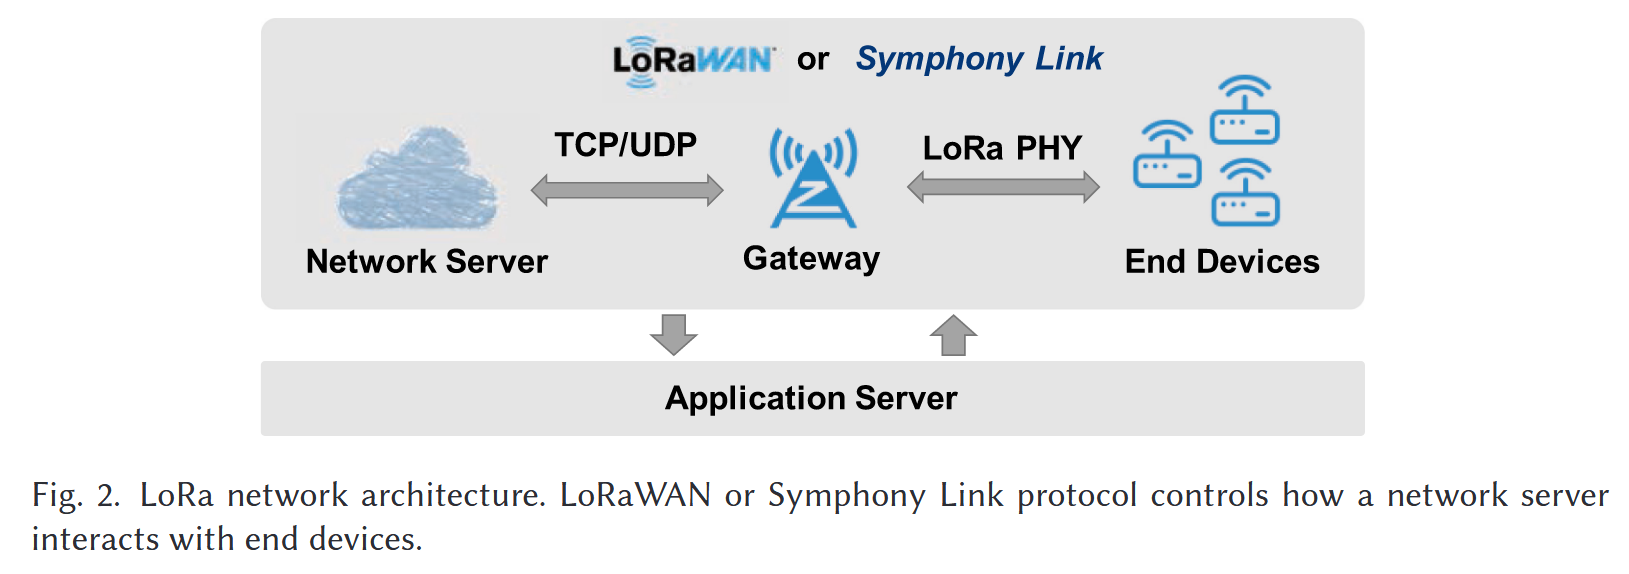 LoRaWAN or Symphony Link
TCP/UDP
LoRa PHY
Network Server
Gateway
End Devices
Application Server
Fig. 2. LoRa network architecture. LoRaWAN or Symphony Link protocol controls how a network server
interacts with end devices.